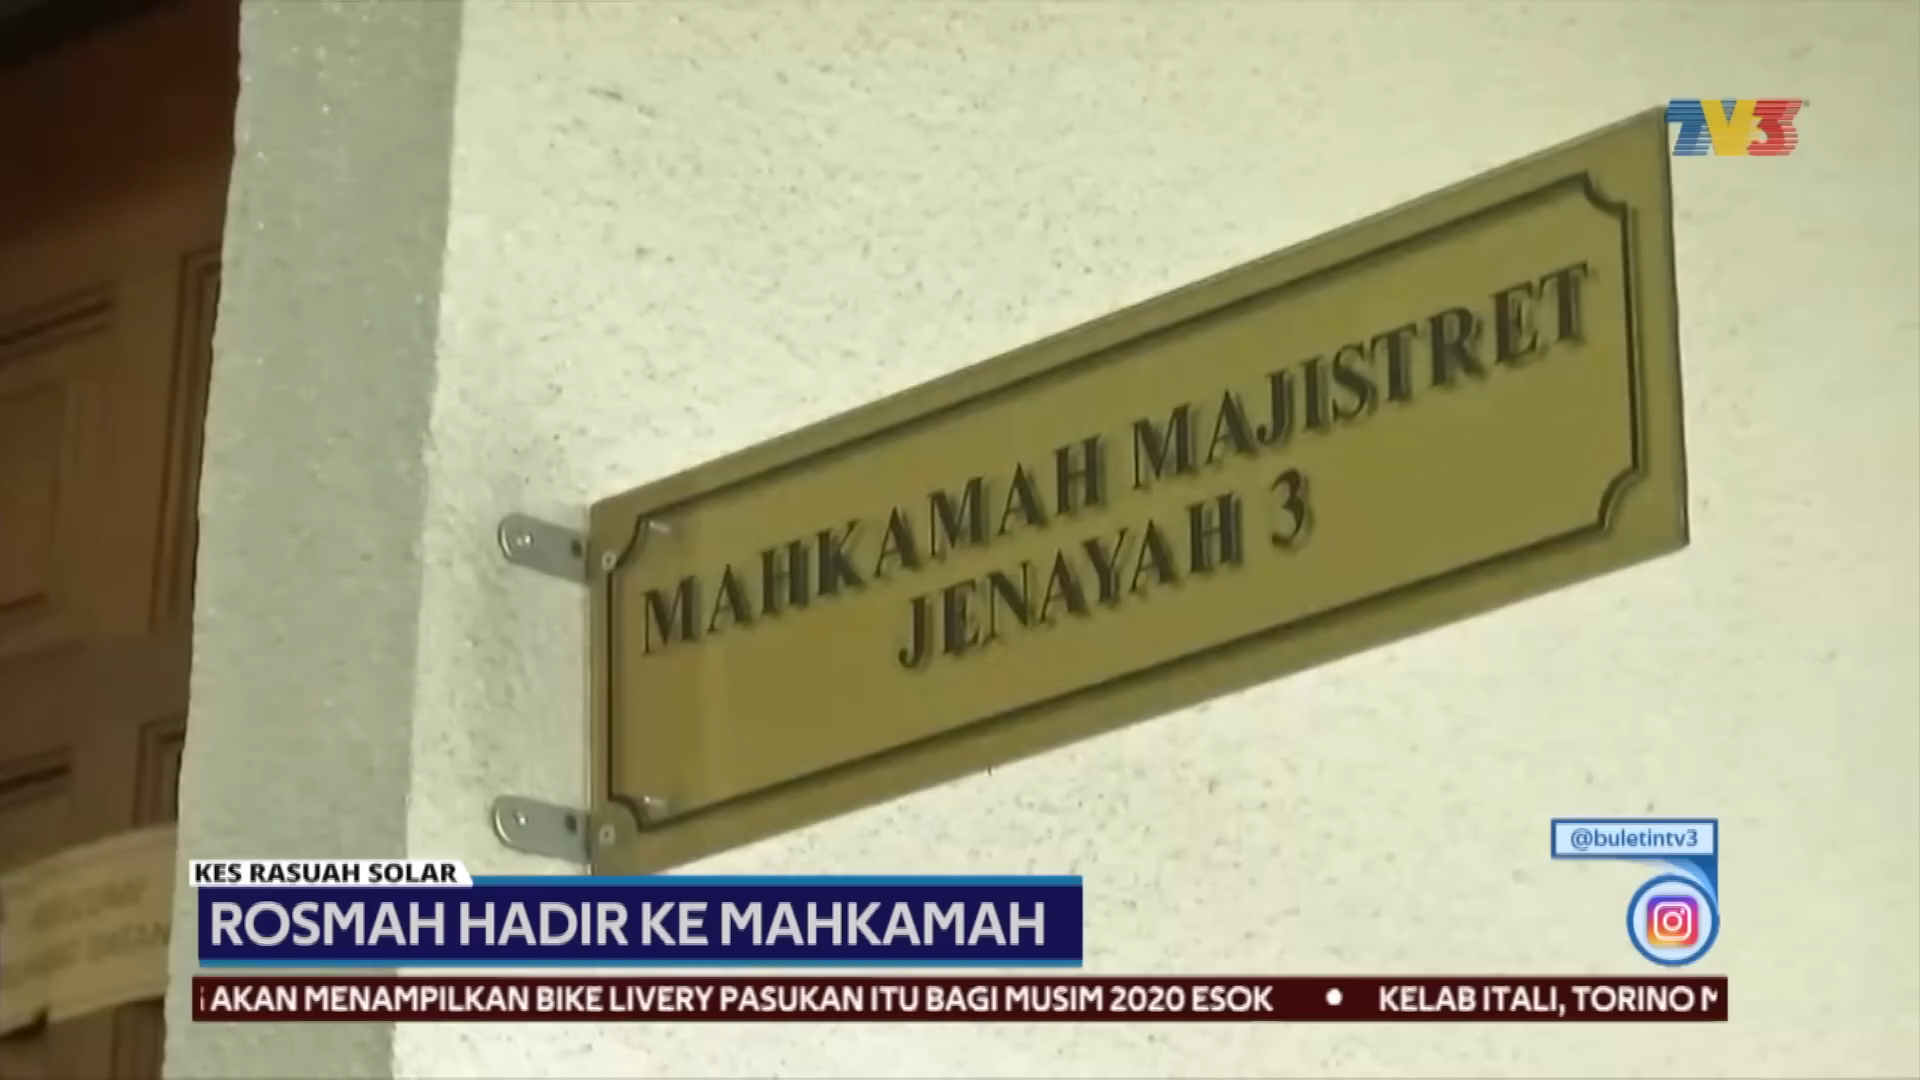 TV3
MAHKAMAH MAJISTRET
JENAYAH 3
@buletintv3
KES RASUAH SOLAR
ROSMAH HADIR KE MAHKAMAH
AKAN MENAMPILKAN BIKE LIVERY PASUKAN ITU BAGI MUSIM 2020 ESOK • KELAB ITALI, TORINO